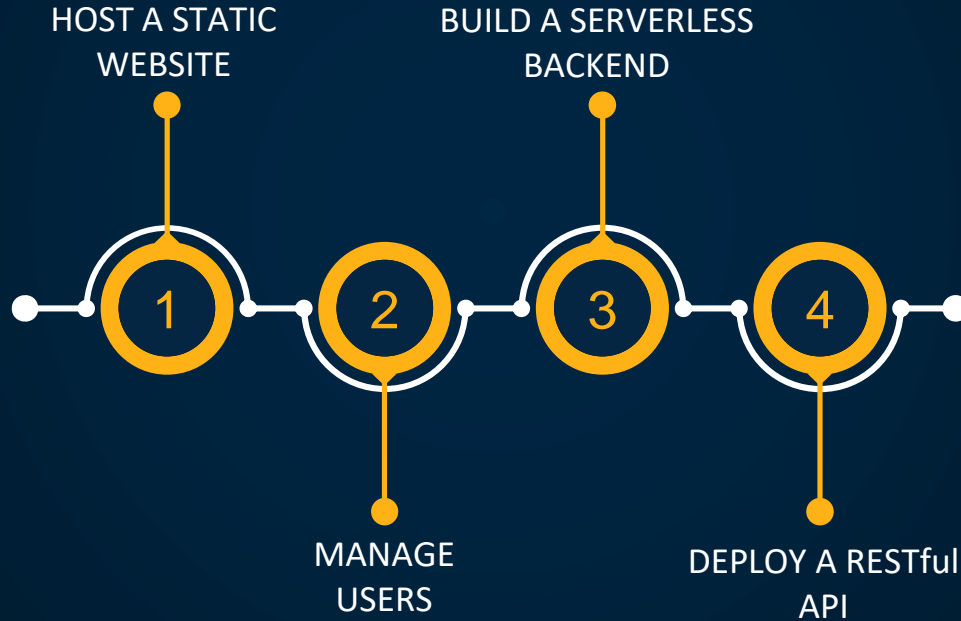 HOST A STATIC
WEBSITE
BUILD A SERVERLESS
BACKEND
1
2
3
4
MANAGE
USERS
DEPLOY A RESTful
API